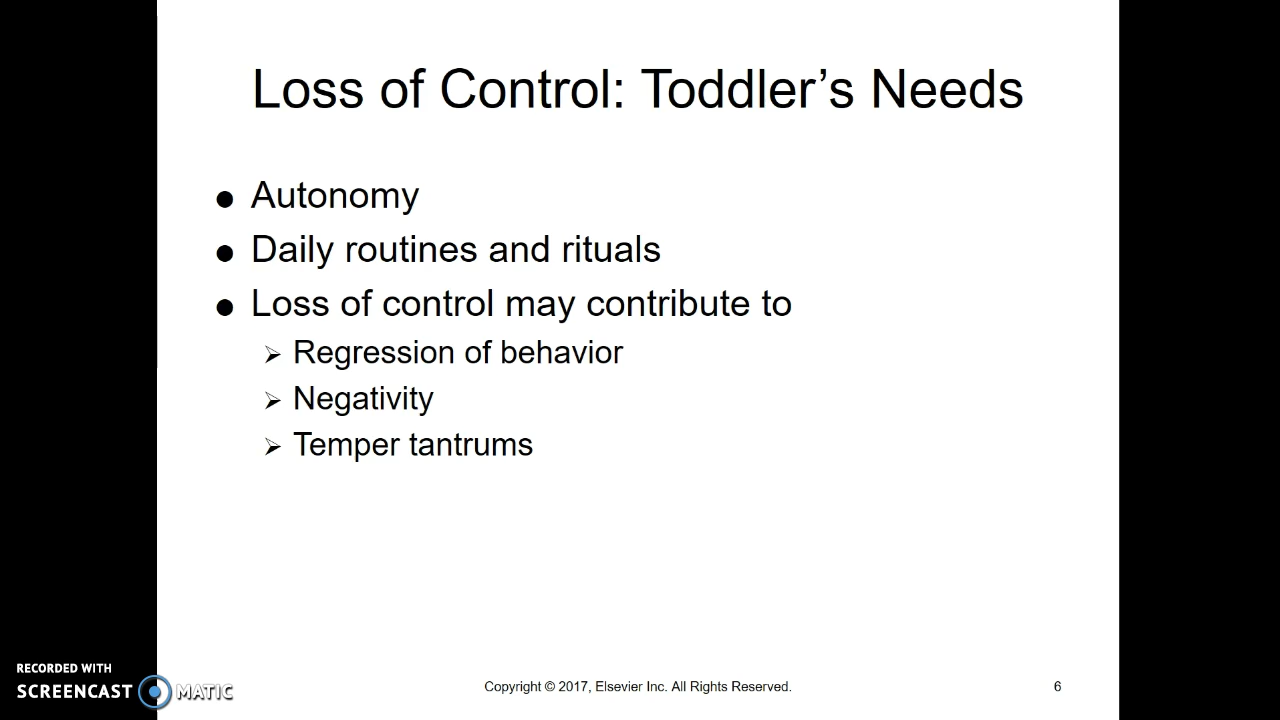 Loss of Control: Toddler’s Needs
● Autonomy
● Daily routines and rituals
● Loss of control may contribute to
➢ Regression of behavior
➢ Negativity
➢ Temper tantrums
RECORDED WITH
SCREENCAST MATIC
Copyright © 2017, Elsevier Inc. All Rights Reserved.
6